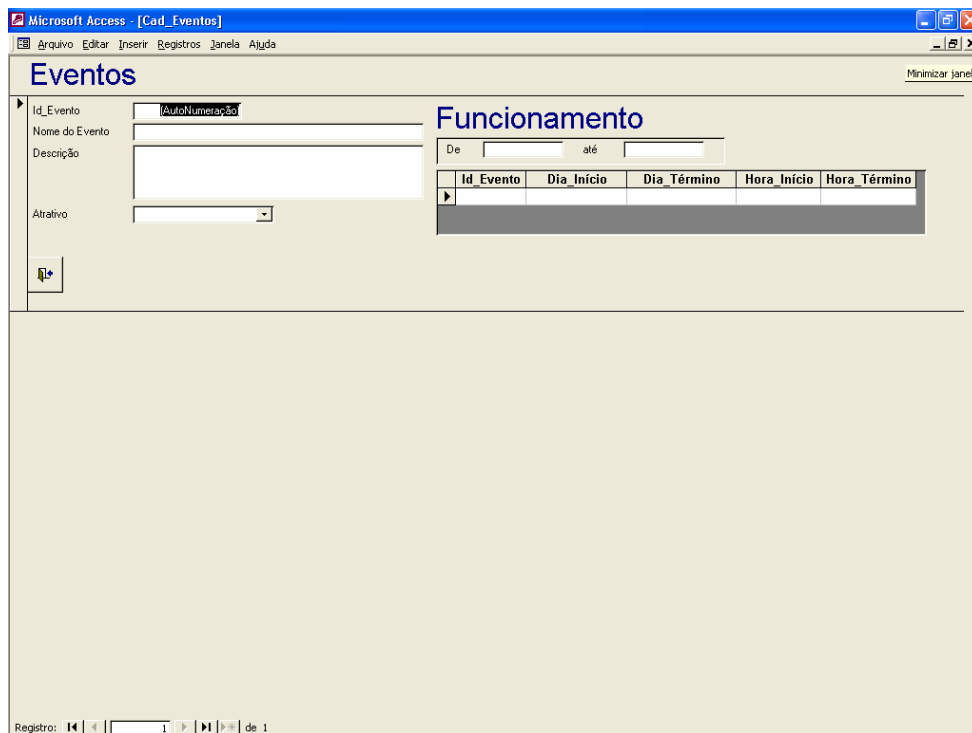 Microsoft Access - [Cad_Eventos]
Arquivo Editar Inserir Registros Janela Ajuda
Eventos
Minimizar janel
Id_Evento (AutoNumeração)
Nome do Evento
Descrição
Atrativo
Funcionamento
De até
Id_Evento Dia_Início Dia_Término Hora_Início Hora_Término
Registro: 1 de 1